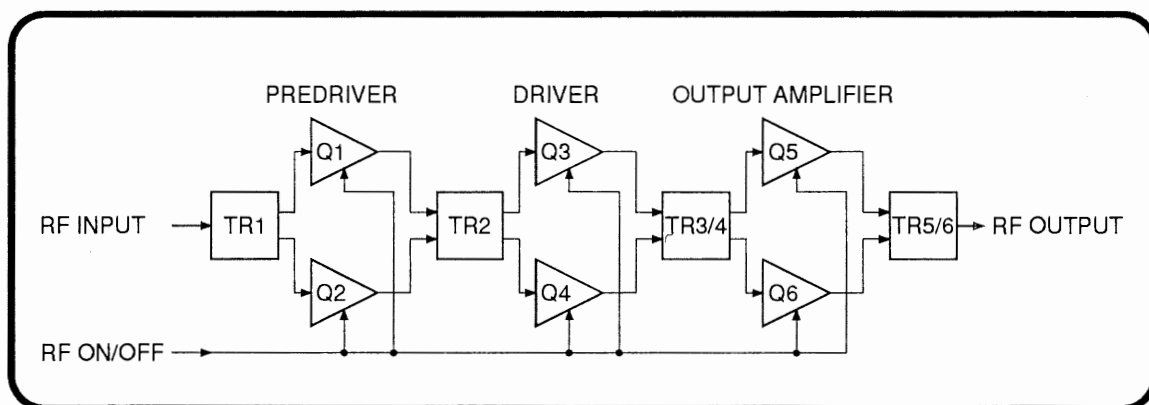 PREDRIVER
DRIVER
OUTPUT AMPLIFIER
Q1
Q3
Q5
RF INPUT
TR1
TR2
TR3/4
TR5/6
RF OUTPUT
Q2
Q4
Q6
RF ON/OFF